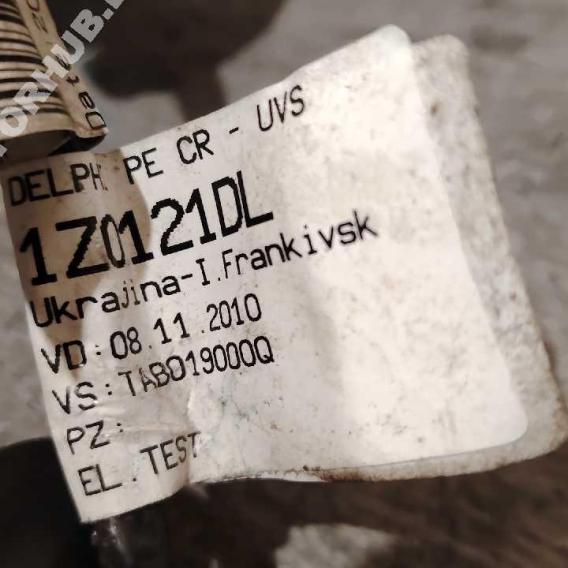 DELPH PE CR - UVS
1Z0121DL
Ukrajina-I.Frankivsk
VD:08.11.2010
VS:TAB019000Q
PZ:
EL.TEST